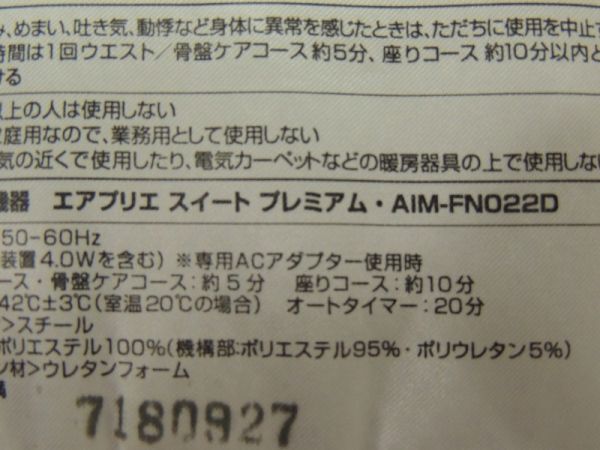 、めまい、吐き気、動悸など身体に異常を感じたときは、ただちに使用を中止す
時間は1回ウエスト／骨盤ケアコース 約5分、座りコース 約10分以内と
ける
以上の人は使用しない
家庭用なので、業務用として使用しない
気の近くで使用したり、電気カーペットなどの暖房器具の上で使用しない
機器 エアプリエ スイート プレミアム・AIM-FN022D
50-60Hz
装置4.0Wを含む) ※専用ACアダプター使用時
ース・骨盤ケアコース:約5分 座りコース:約10分
42℃±3℃(室温20℃の場合) オートタイマー:20分
>スチール
ポリエステル100%(機構部:ポリエステル95%・ポリウレタン5%)
ン材>ウレタンフォーム
7180927